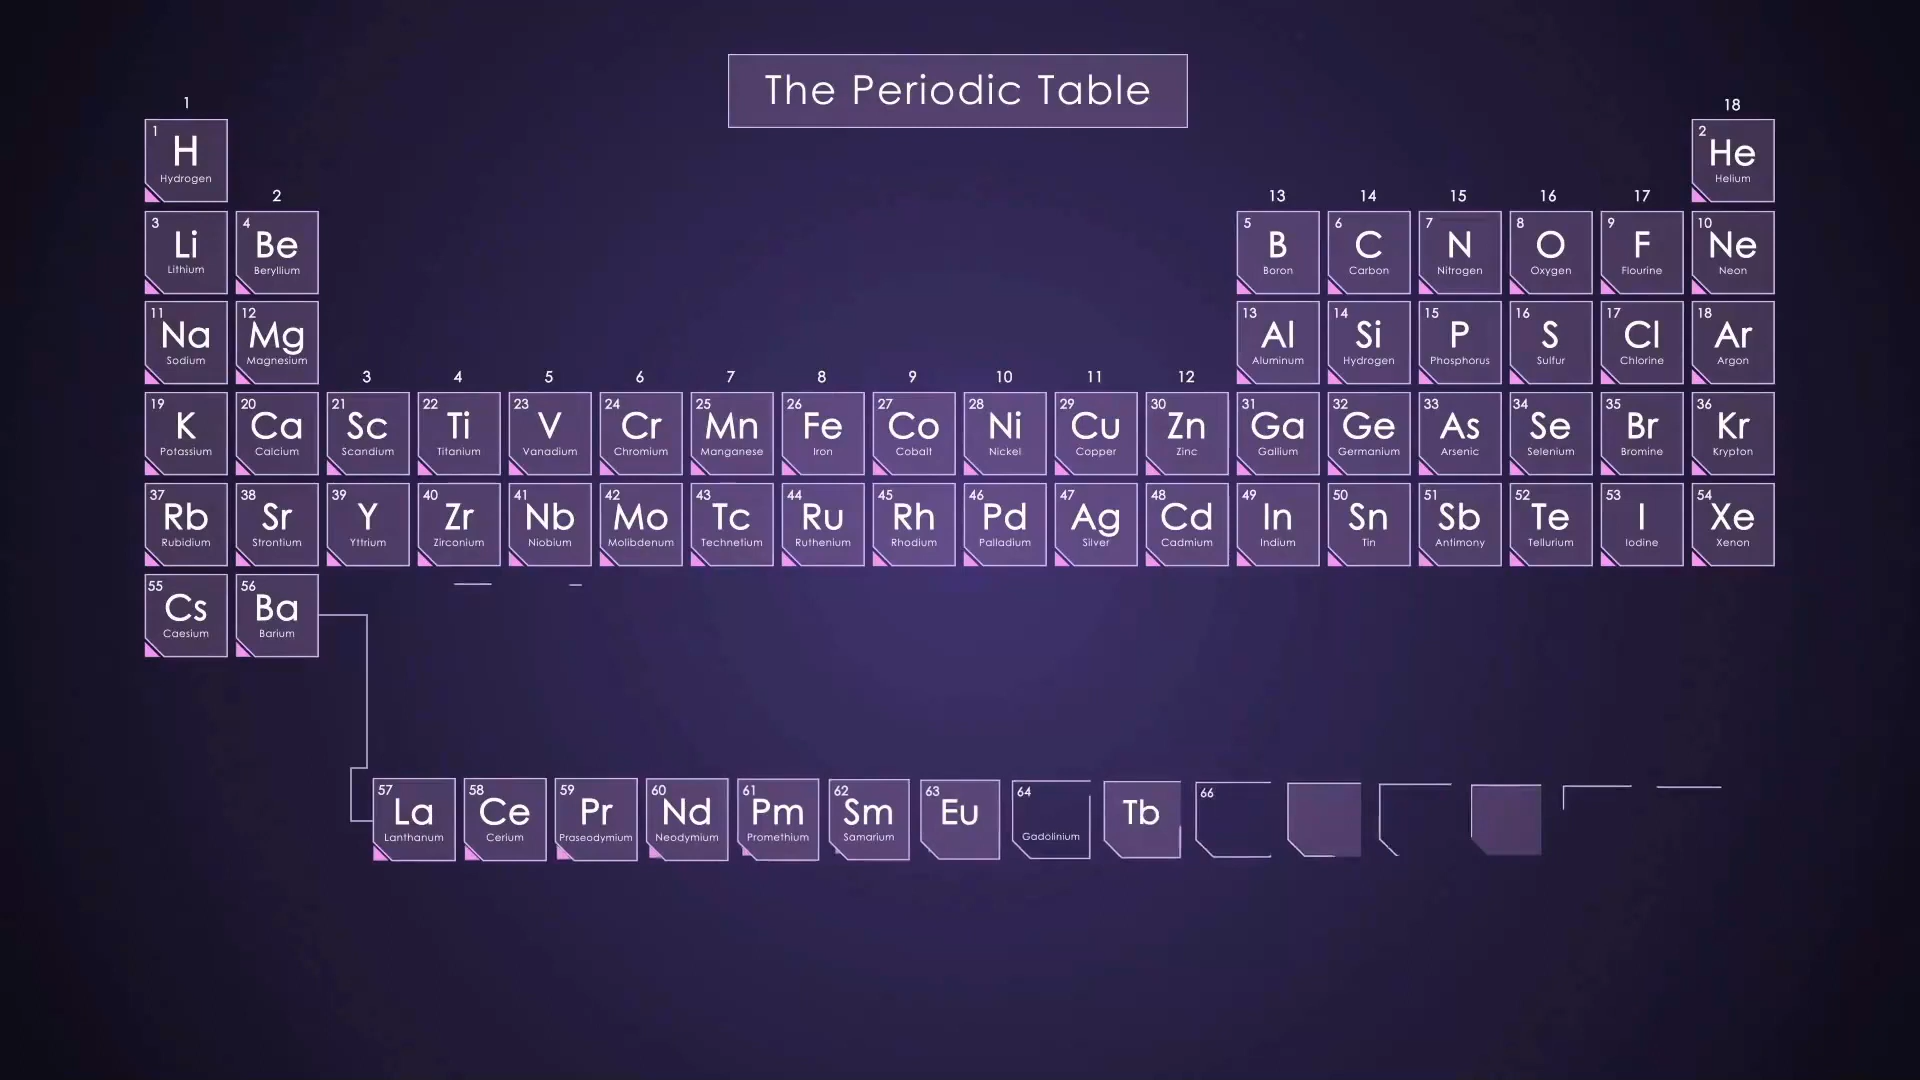 The Periodic Table
1
18
1
H
Hydrogen
2
He
Helium
2
13
14
15
16
17
3
Li
Lithium
4
Be
Beryllium
5
B
Boron
6
C
Carbon
7
N
Nitrogen
8
O
Oxygen
9
F
Flourine
10
Ne
Neon
11
Na
Sodium
12
Mg
Magnesium
13
Al
Aluminum
14
Si
Hydrogen
15
P
Phosphorus
16
S
Sulfur
17
Cl
Chlorine
18
Ar
Argon
3
4
5
6
7
8
9
10
11
12
19
K
Potassium
20
Ca
Calcium
21
Sc
Scandium
22
Ti
Titanium
23
V
Vanadium
24
Cr
Chromium
25
Mn
Manganese
26
Fe
Iron
27
Co
Cobalt
28
Ni
Nickel
29
Cu
Copper
30
Zn
Zinc
31
Ga
Gallium
32
Ge
Germanium
33
As
Arsenic
34
Se
Selenium
35
Br
Bromine
36
Kr
Krypton
37
Rb
Rubidium
38
Sr
Strontium
39
Y
Yttrium
40
Zr
Zirconium
41
Nb
Niobium
42
Mo
Molibdenum
43
Tc
Technetium
44
Ru
Ruthenium
45
Rh
Rhodium
46
Pd
Palladium
47
Ag
Silver
48
Cd
Cadmium
49
In
Indium
50
Sn
Tin
51
Sb
Antimony
52
Te
Tellurium
53
I
Iodine
54
Xe
Xenon
55
Cs
Caesium
56
Ba
Barium
57
La
Lanthanum
58
Ce
Cerium
59
Pr
Praseodymium
60
Nd
Neodymium
61
Pm
Promethium
62
Sm
Samarium
63
Eu
64
Gadolinium
Tb
66